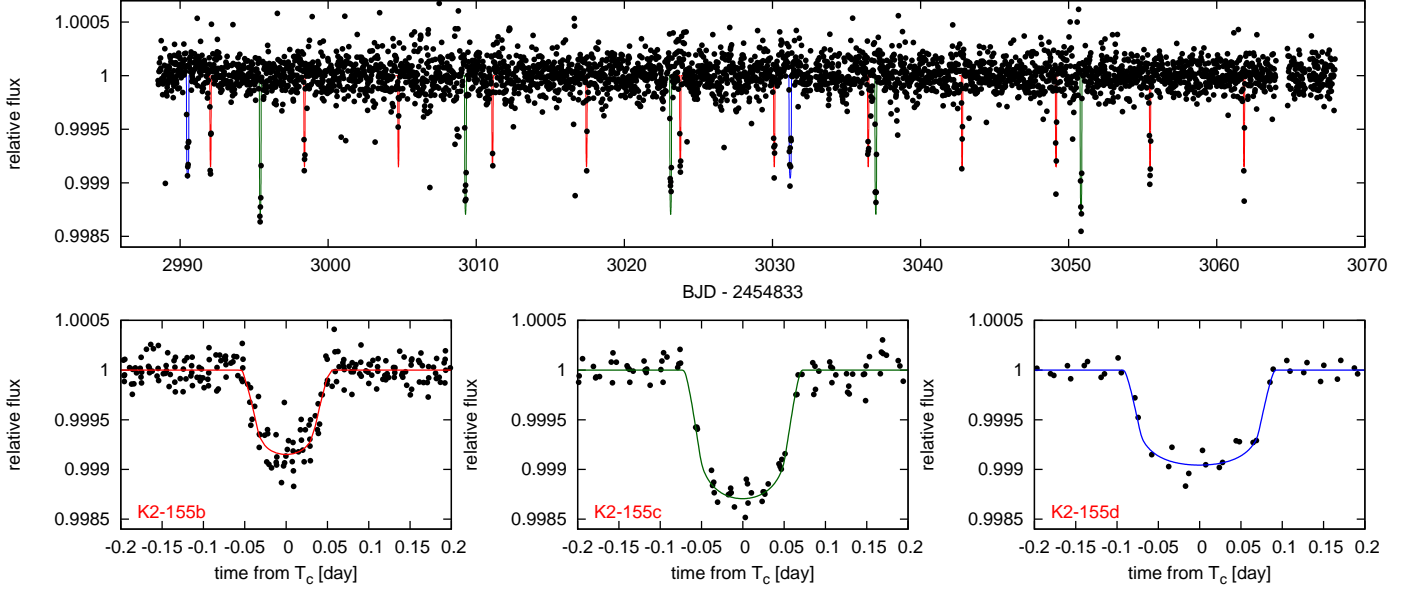 1.0005
1
0.9995
0.999
0.9985
relative flux
2990 3000 3010 3020 3030 3040 3050 3060 3070
BJD - 2454833
1.0005
1
0.9995
0.999
0.9985
relative flux
K2-155b
-0.2 -0.15 -0.1 -0.05 0 0.05 0.1 0.15 0.2
time from Tc [day]
1.0005
1
0.9995
0.999
0.9985
relative flux
K2-155c
-0.2 -0.15 -0.1 -0.05 0 0.05 0.1 0.15 0.2
time from Tc [day]
1.0005
1
0.9995
0.999
0.9985
relative flux
K2-155d
-0.2 -0.15 -0.1 -0.05 0 0.05 0.1 0.15 0.2
time from Tc [day]